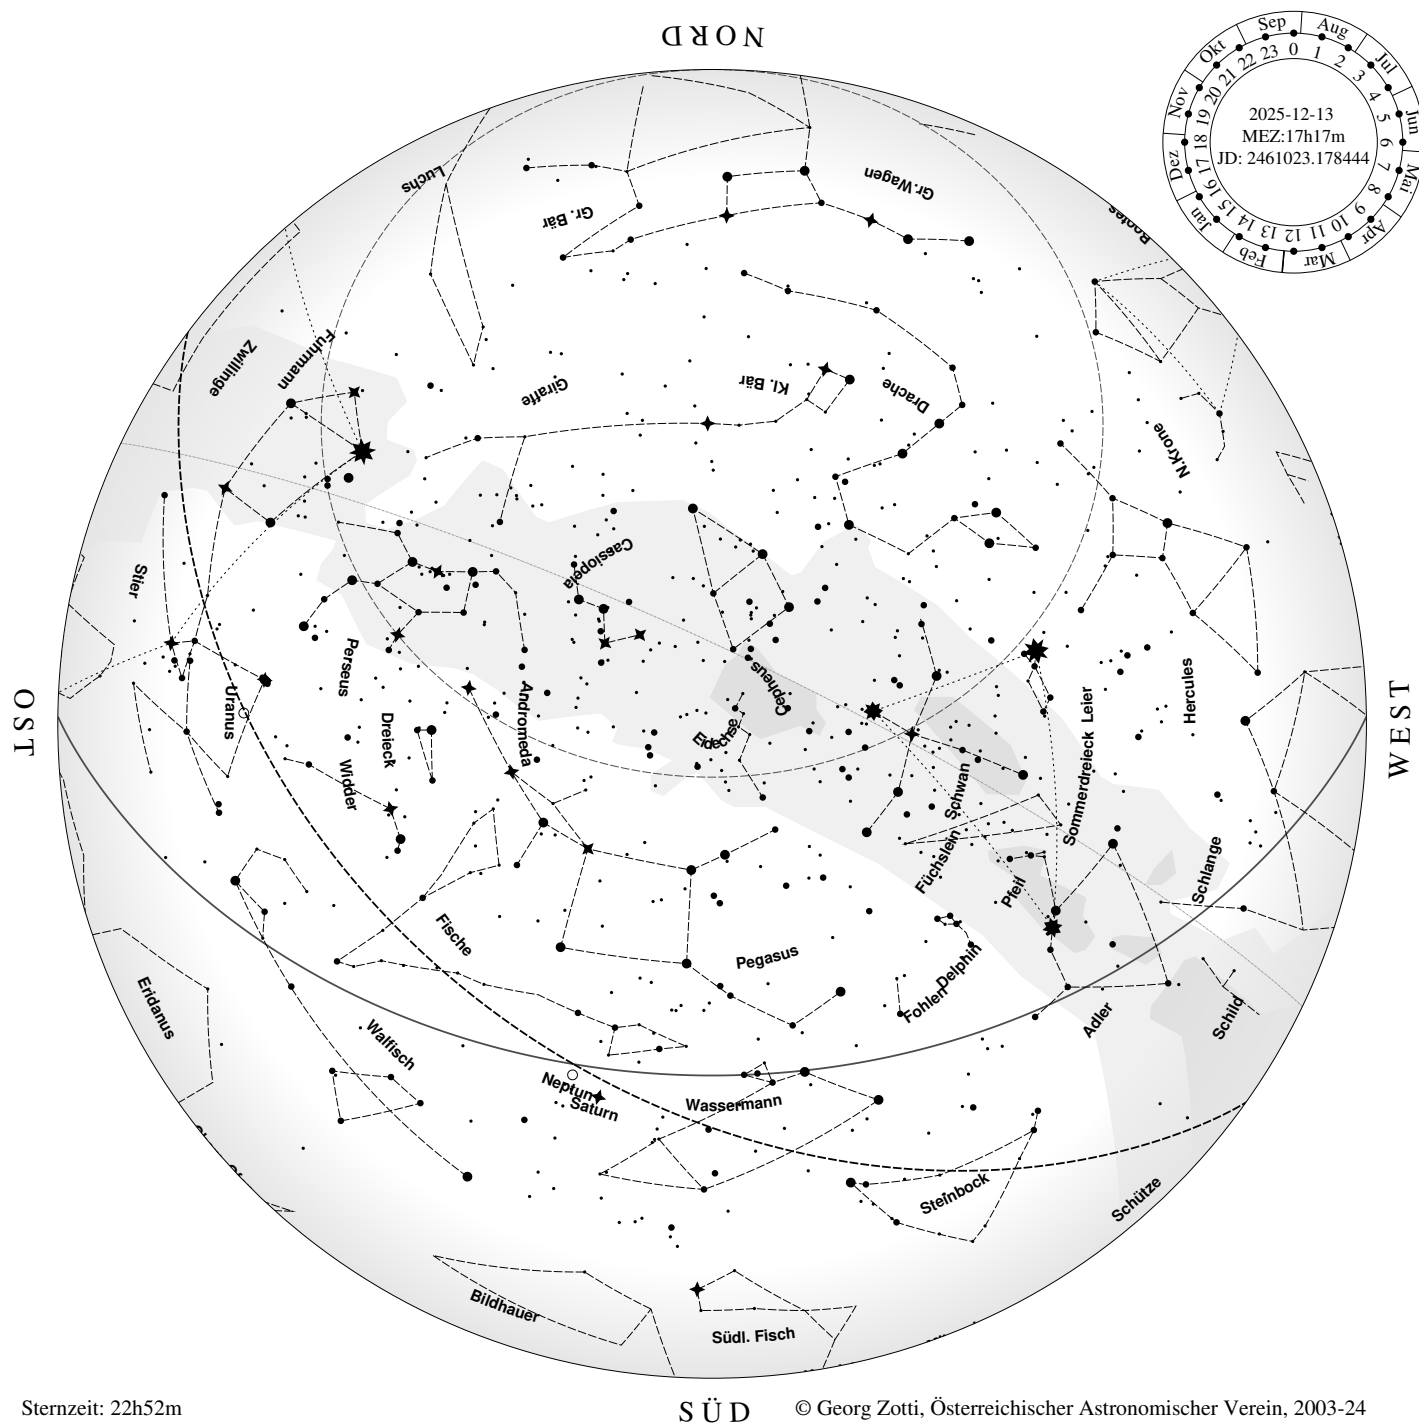 NORD
Sep
Aug
Jul
Jun
Mai
Apr
Mar
Feb
Jan
Dez
Nov
Okt
0 1 2 3 4 5 6 7 8 9 10 11 12 13 14 15 16 17 18 19 20 21 22 23
2025-12-13
MEZ:17h17m
JD: 2461023.178444
Luchs
Gr. Bär
Gr.Wagen
Bootes
Zwillinge
Fuhrmann
Giraffe
Kl. Bär
Drache
N.Krone
Stier
Cassiopeia
Perseus
Uranus
Dreieck
Widder
Andromeda
Cepheus
Eidechse
Hercules
Leier
Sommerdreieck
Schwan
Füchslein
Pfeil
Schlange
OST
WEST
Fische
Pegasus
Delphin
Fohlen
Adler
Schild
Eridanus
Walfisch
Neptun
Saturn
Wassermann
Steinbock
Schütze
Bildhauer
Südl. Fisch
Sternzeit: 22h52m
SÜD
© Georg Zotti, Österreichischer Astronomischer Verein, 2003-24